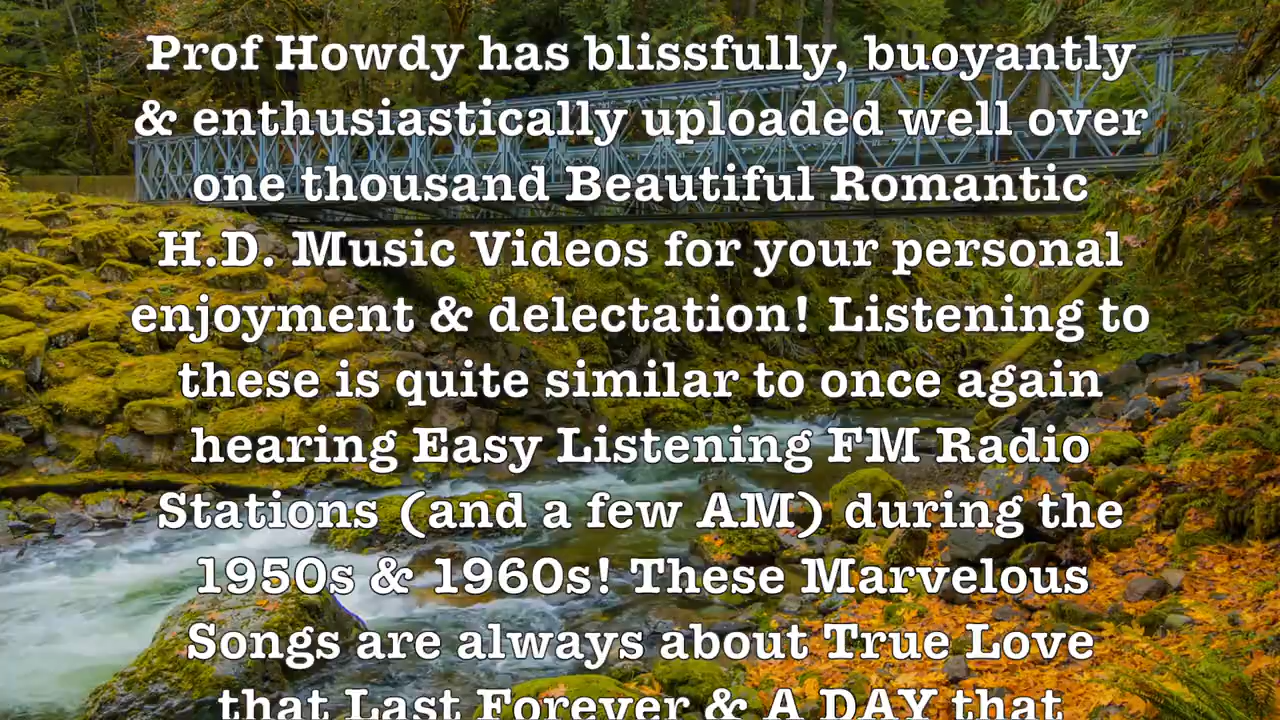 Prof Howdy has blissfully, buoyantly
& enthusiastically uploaded well over
one thousand Beautiful Romantic
H.D. Music Videos for your personal
enjoyment & delectation! Listening to
these is quite similar to once again
hearing Easy Listening FM Radio
Stations (and a few AM) during the
1950s & 1960s! These Marvelous
Songs are always about True Love
that Last Forever & A DAY that